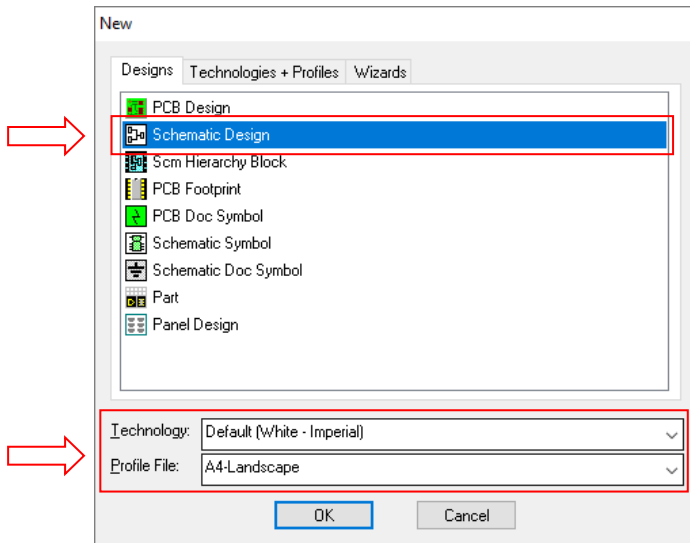 New
Designs Technologies + Profiles Wizards
PCB Design
Schematic Design
Scm Hierarchy Block
PCB Footprint
PCB Doc Symbol
Schematic Symbol
Schematic Doc Symbol
Part
Panel Design
Technology: Default (White - Imperial)
Profile File: A4-Landscape
OK Cancel